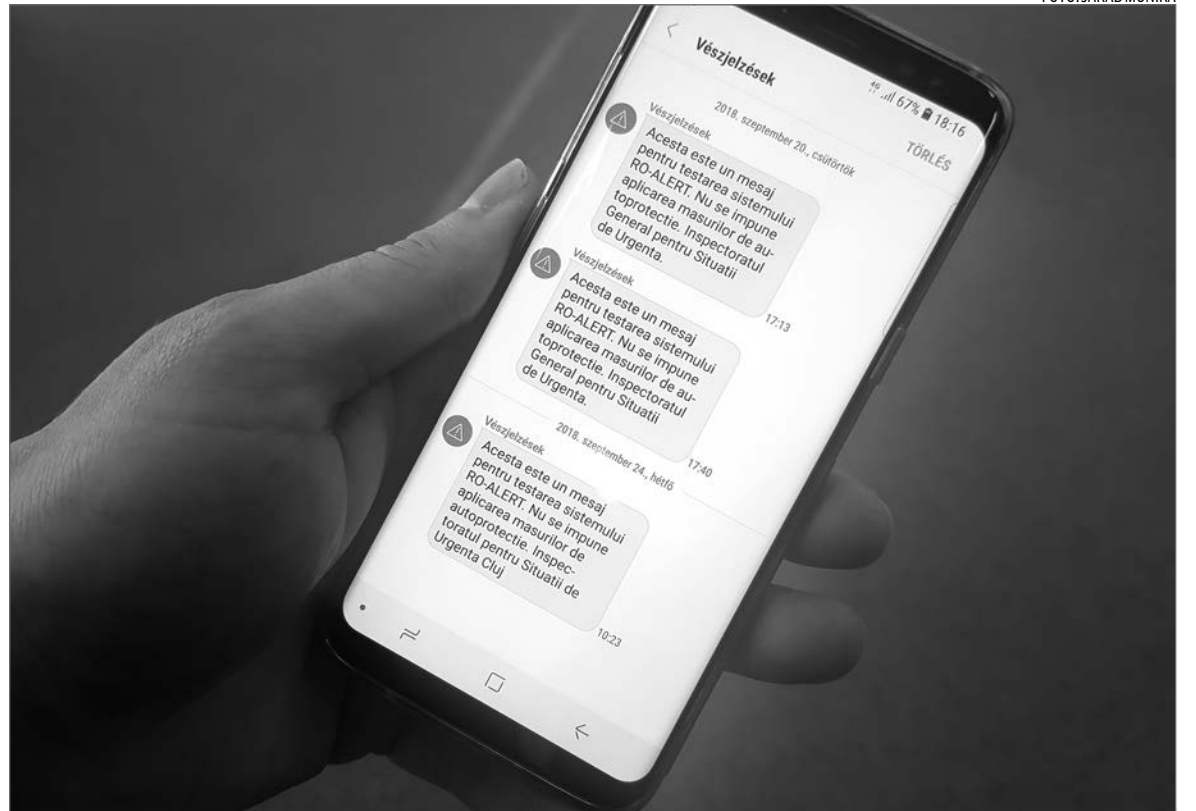 Vészjelzések
4G 67% 18:16
TÖRLÉS
2018. szeptember 20., csütörtök
Vészjelzések
Acesta este un mesaj
pentru testarea sistemului
RO-ALERT. Nu se impune
aplicarea masurilor de au-
toprotectie. Inspectoratul
General pentru Situatii
de Urgenta.
17:13
Vészjelzések
Acesta este un mesaj
pentru testarea sistemului
RO-ALERT. Nu se impune
aplicarea masurilor de au-
toprotectie. Inspectoratul
General pentru Situatii
de Urgenta.
17:40
2018. szeptember 24., hétfő
Vészjelzések
Acesta este un mesaj
pentru testarea sistemului
RO-ALERT. Nu se impune
aplicarea masurilor de
autoprotectie. Inspec-
toratul pentru Situatii de
Urgenta Cluj
10:23